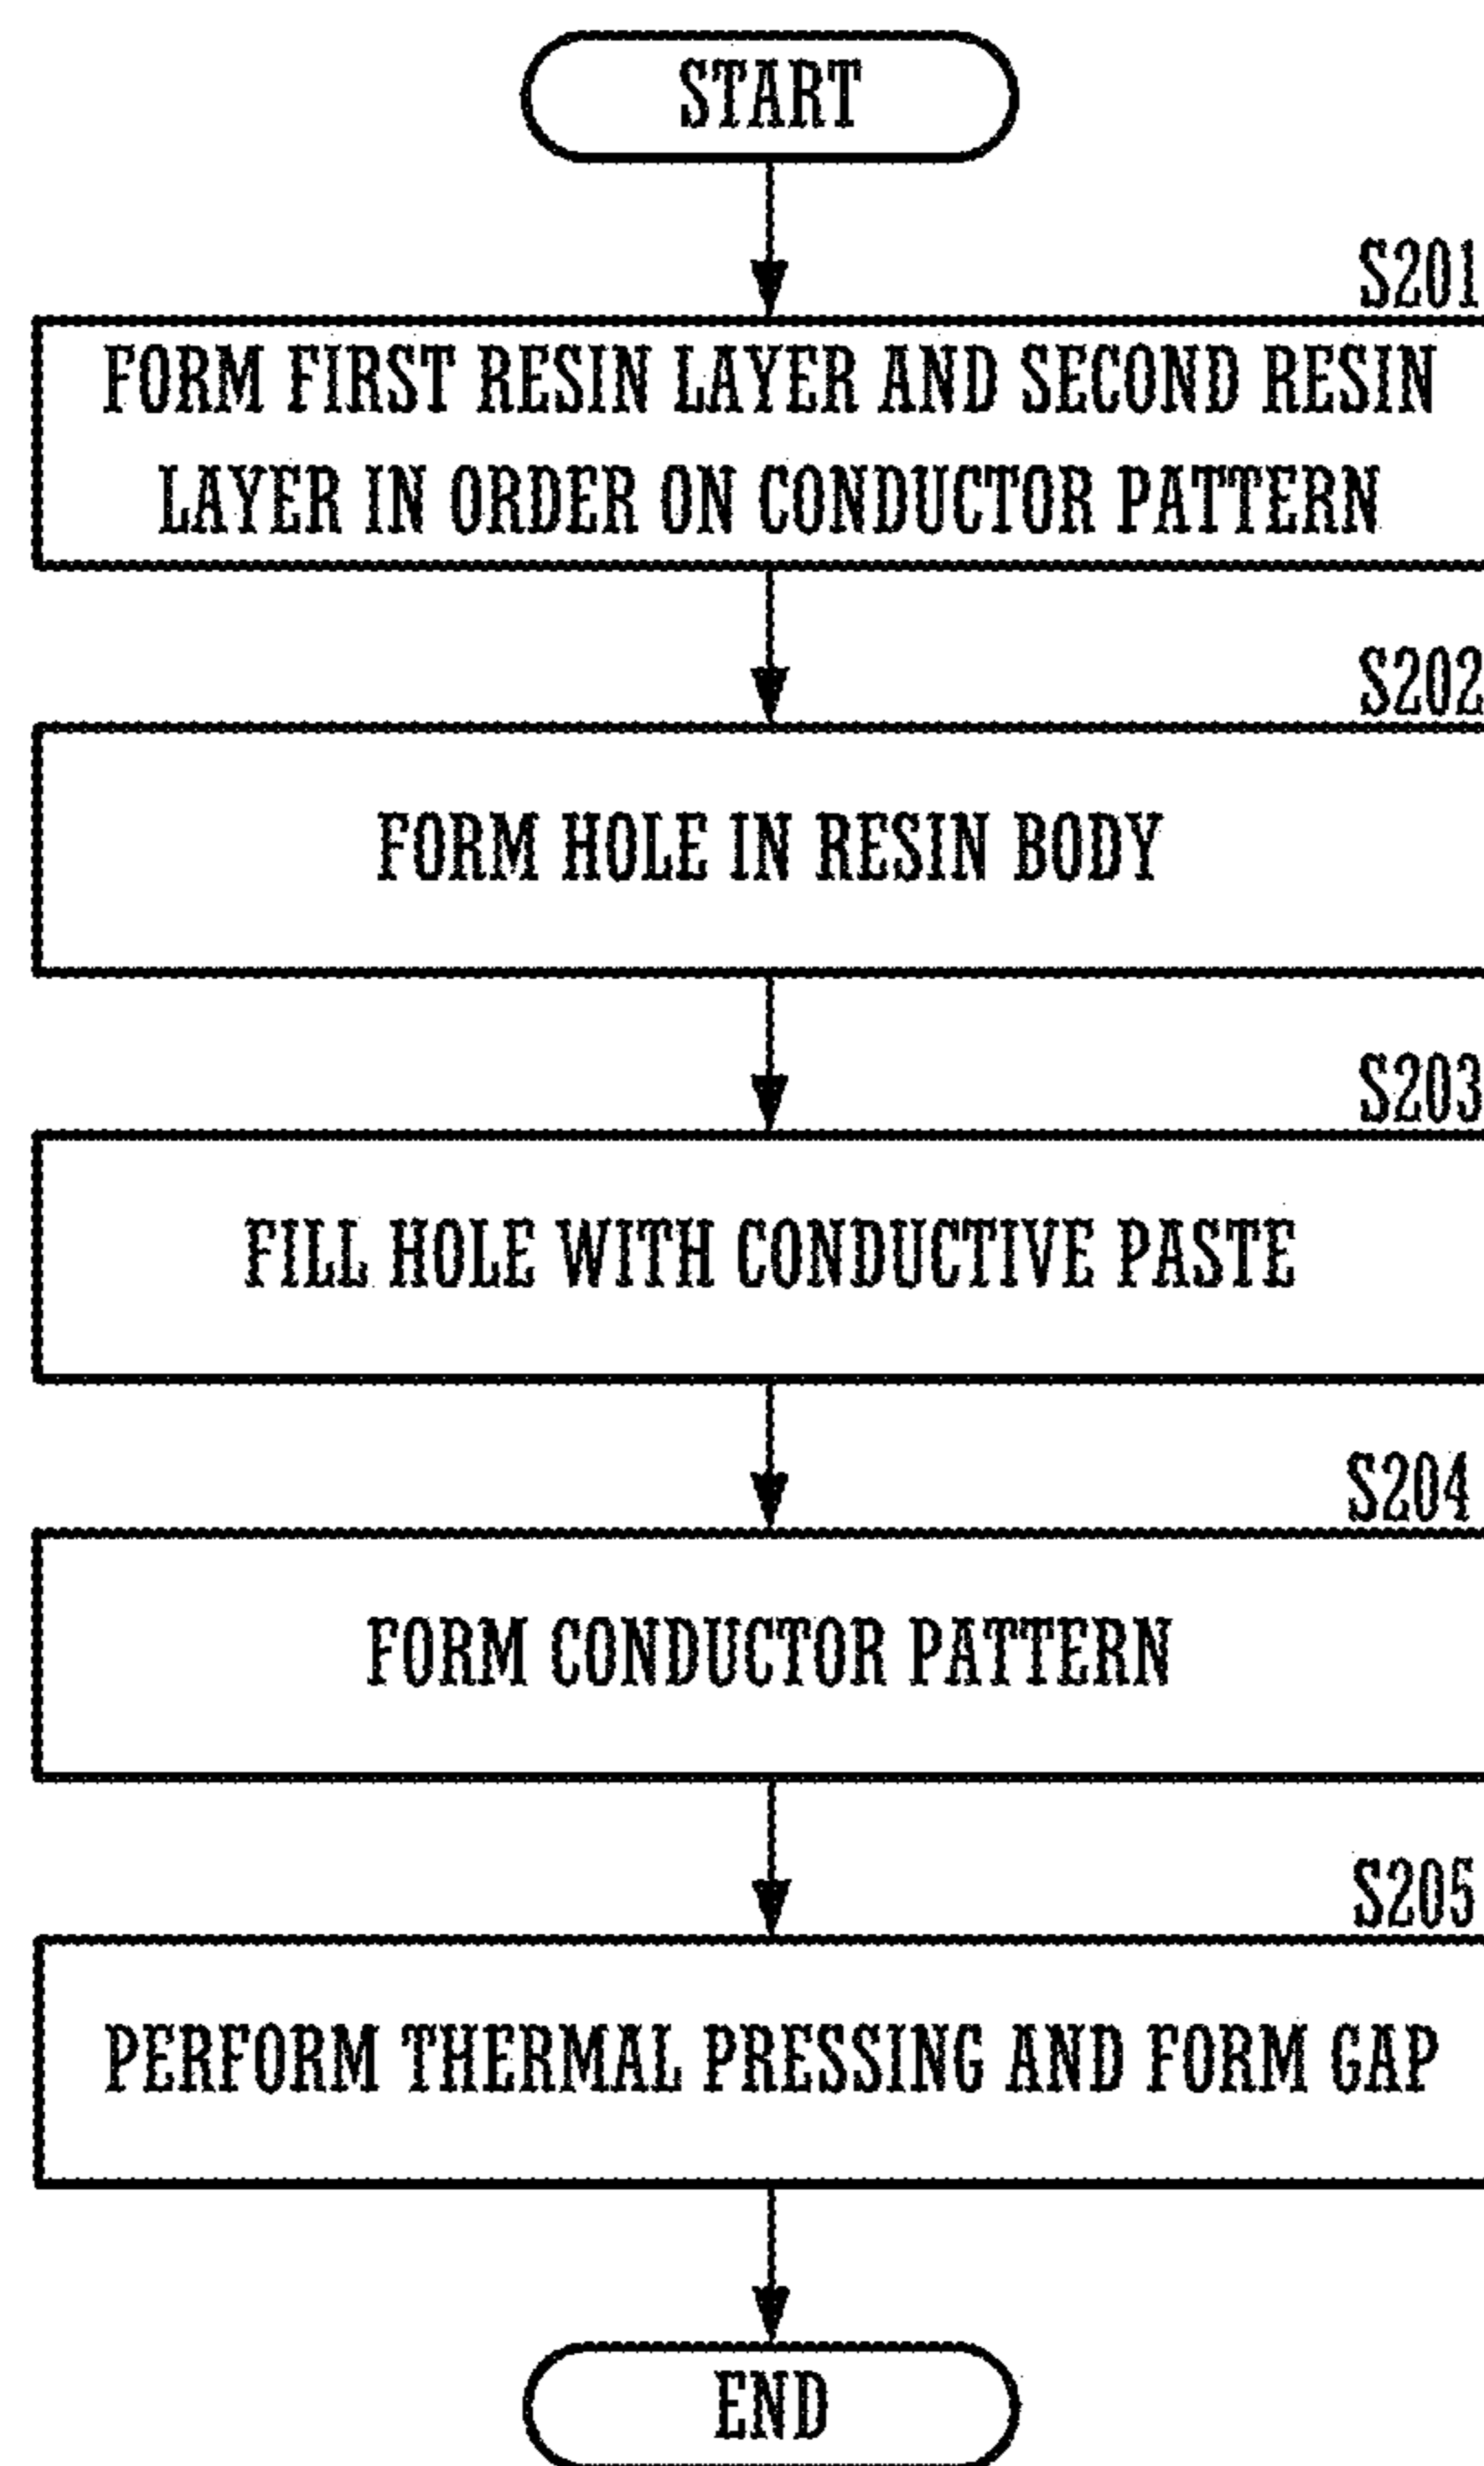 START
S201
FORM FIRST RESIN LAYER AND SECOND RESIN
LAYER IN ORDER ON CONDUCTOR PATTERN
S202
FORM HOLE IN RESIN BODY
S203
FILL HOLE WITH CONDUCTIVE PASTE
S204
FORM CONDUCTOR PATTERN
S205
PERFORM THERMAL PRESSING AND FORM GAP
END